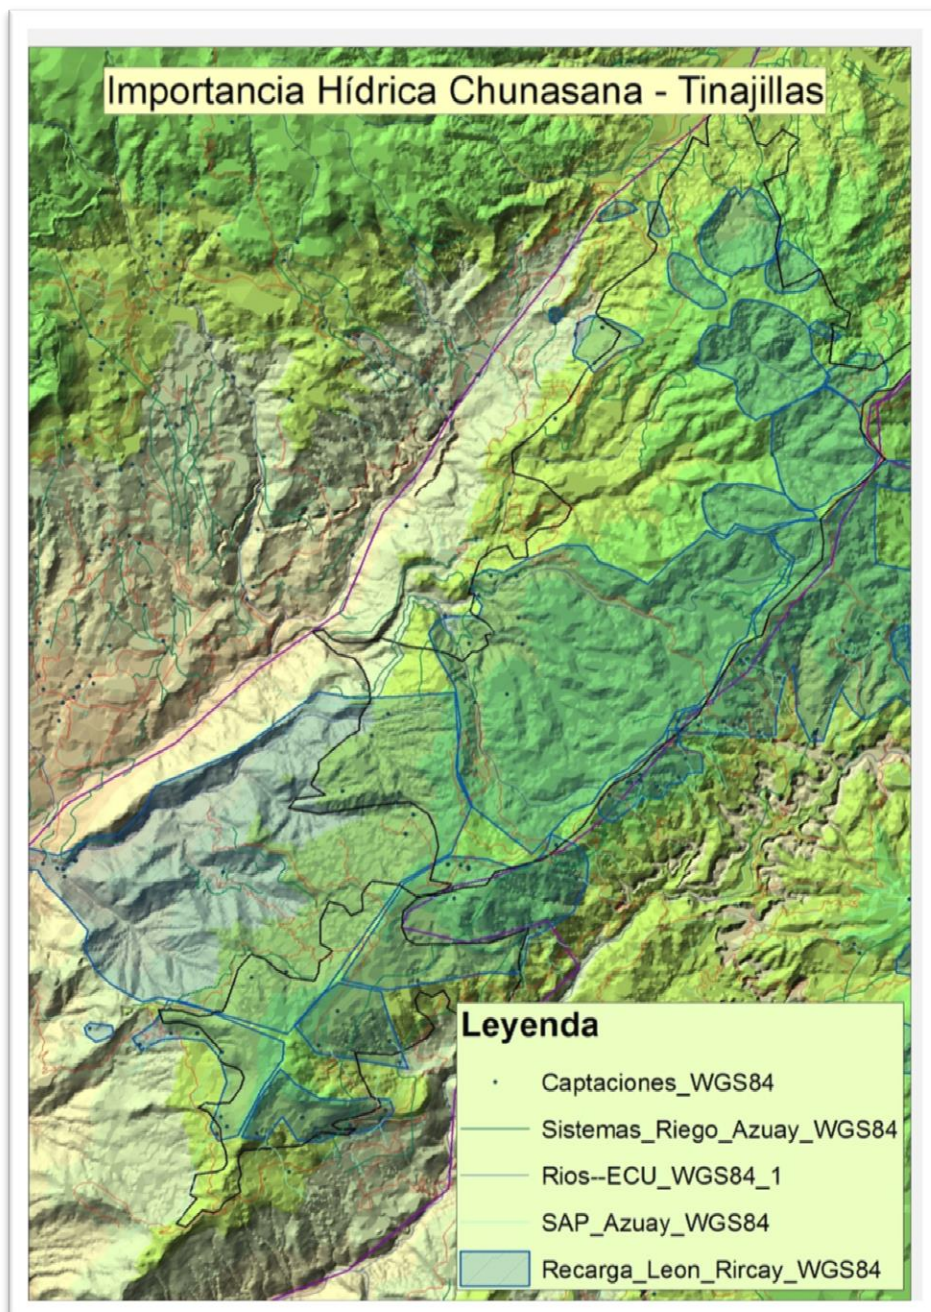 Importancia Hídrica Chunasana - Tinajillas
Leyenda
Captaciones_WGS84
Sistemas_Riego_Azuay_WGS84
Rios--ECU_WGS84_1
SAP_Azuay_WGS84
Recarga_Leon_Rircay_WGS84